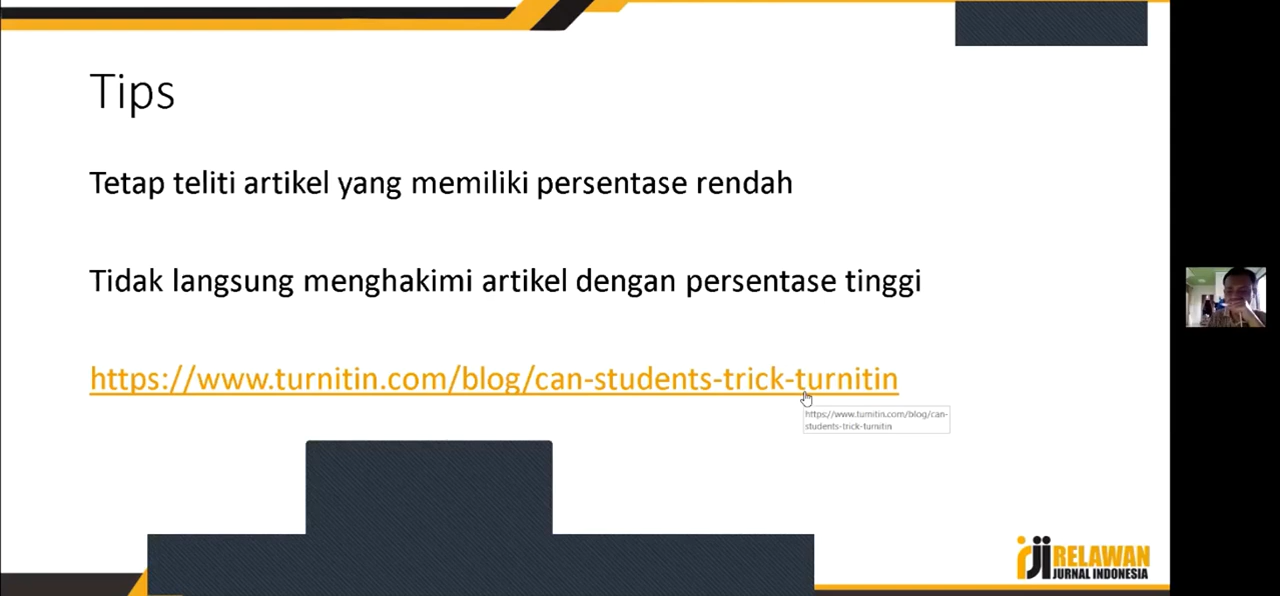 Tips
Tetap teliti artikel yang memiliki persentase rendah
Tidak langsung menghakimi artikel dengan persentase tinggi
https://www.turnitin.com/blog/can-students-trick-turnitin
https://www.turnitin.com/blog/can-
students-trick-turnitin
rji RELAWAN
JURNAL INDONESIA